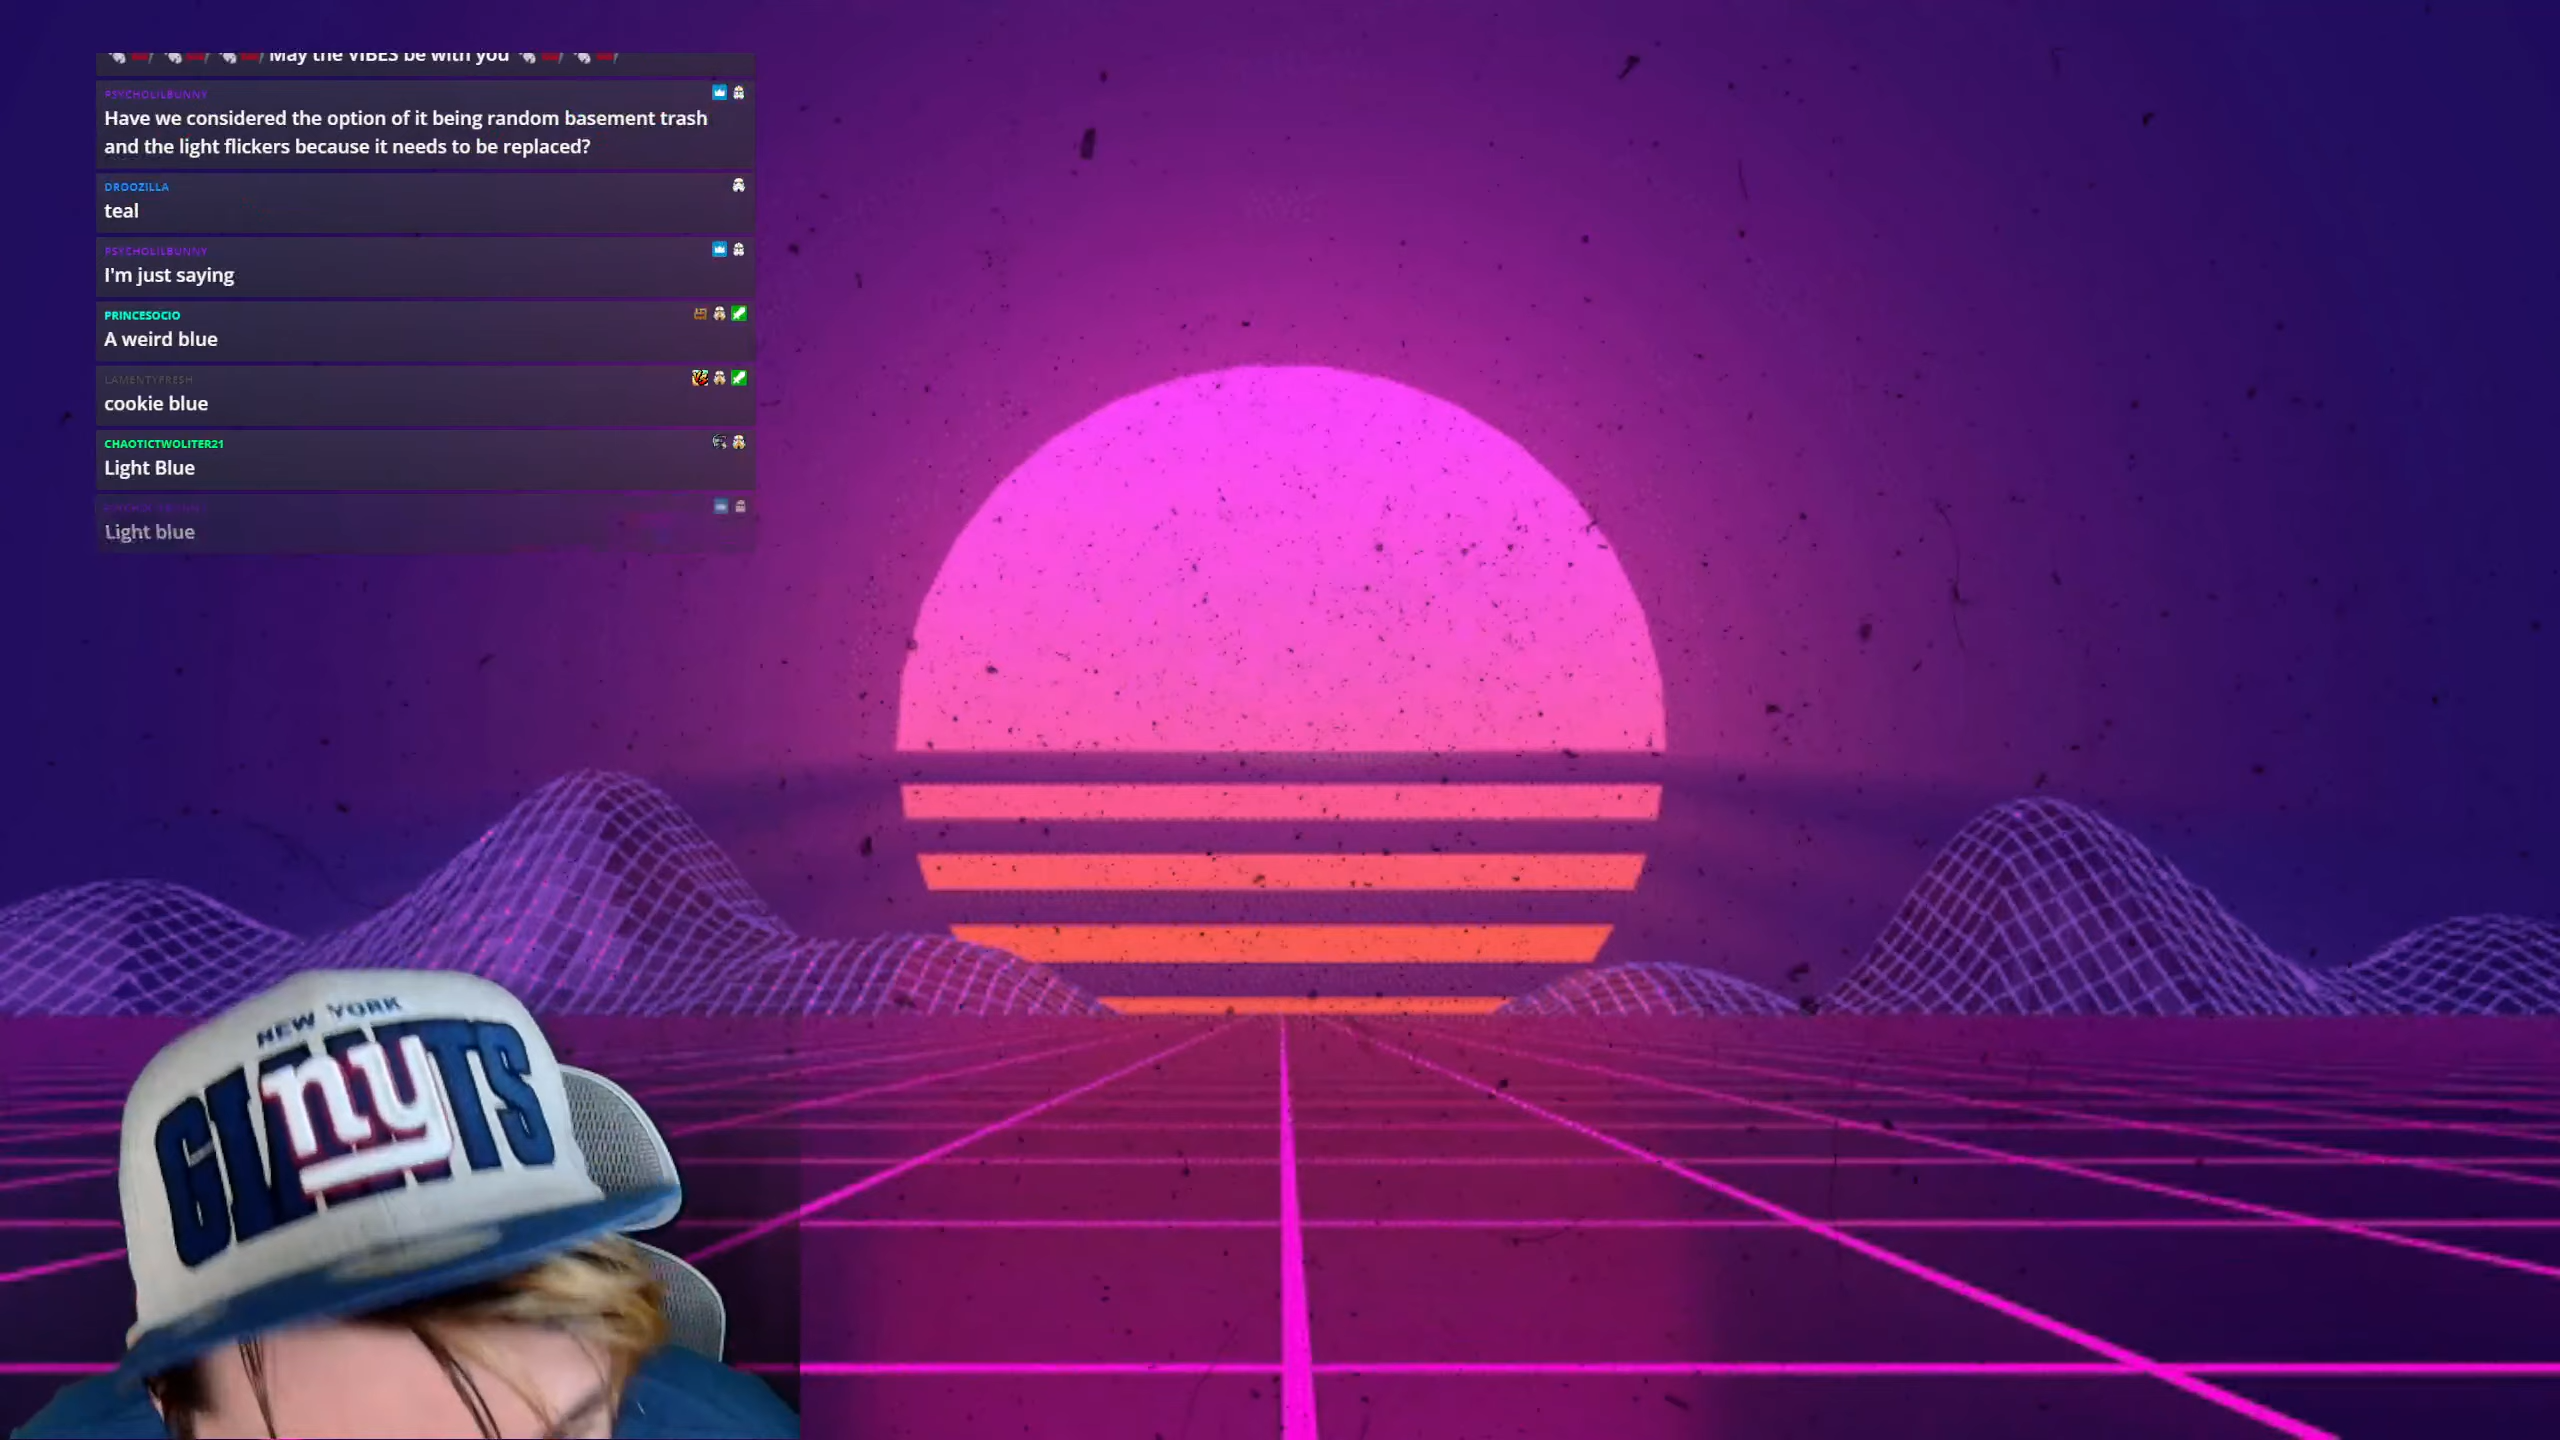 May the VIBES be with you
PSYCHOLILBUNNY
Have we considered the option of it being random basement trash
and the light flickers because it needs to be replaced?
DROOZILLA
teal
PSYCHOLILBUNNY
I'm just saying
PRINCESOCIO
A weird blue
LAMENTYFRESH
cookie blue
CHAOTICTWOLITER21
Light Blue
Light blue
NEW YORK
GIANTS
ny